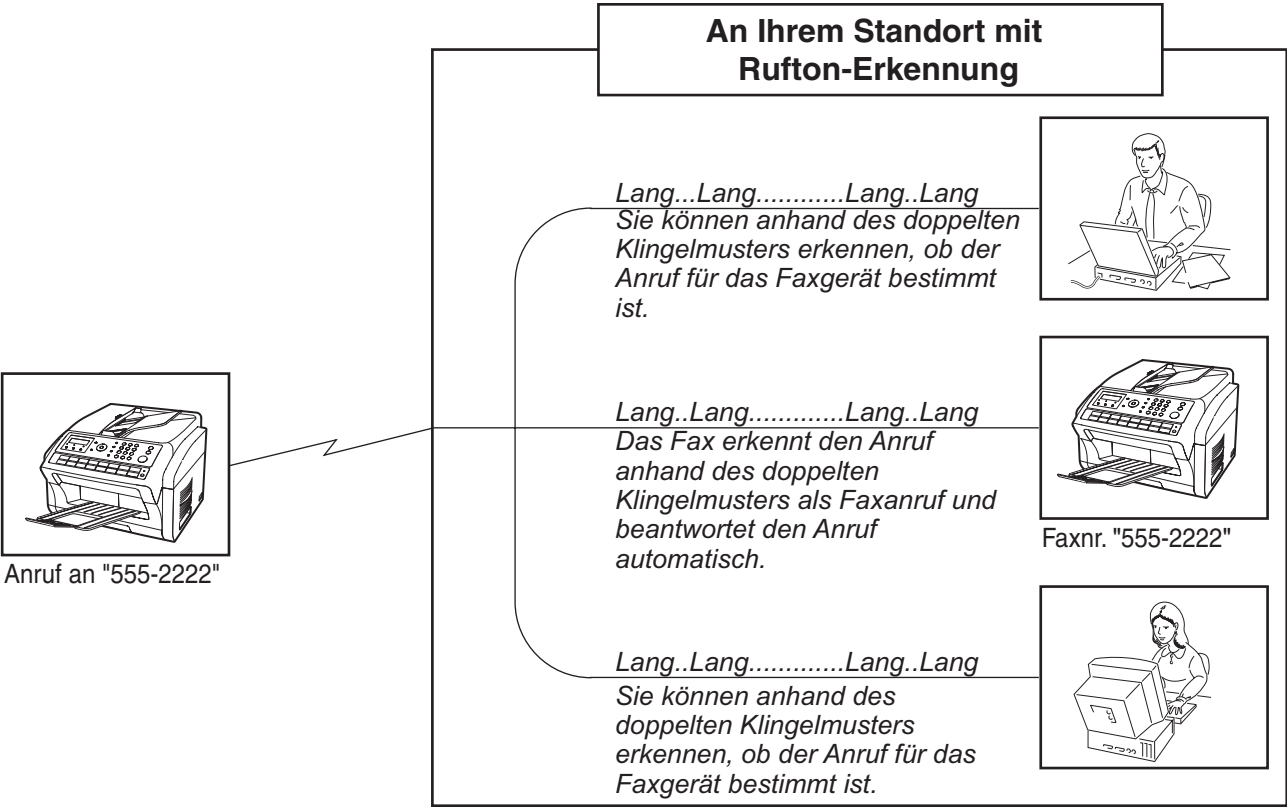 An Ihrem Standort mit
Rufton-Erkennung
Lang...Lang............Lang..Lang
Sie können anhand des doppelten
Klingelmusters erkennen, ob der
Anruf für das Faxgerät bestimmt
ist.
Lang..Lang.............Lang..Lang
Das Fax erkennt den Anruf
anhand des doppelten
Klingelmusters als Faxanruf und
beantwortet den Anruf
automatisch.
Faxnr. "555-2222"
Anruf an "555-2222"
Lang..Lang.............Lang..Lang
Sie können anhand des
doppelten Klingelmusters
erkennen, ob der Anruf für das
Faxgerät bestimmt ist.